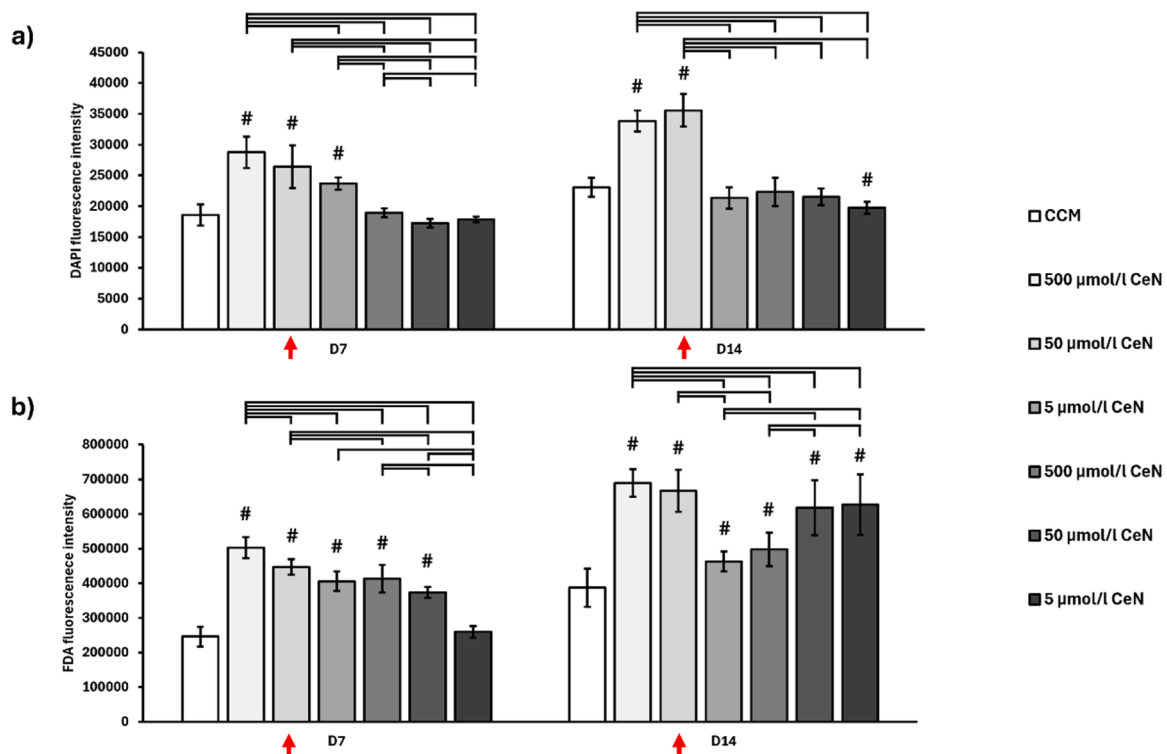 a)
DAPI fluorescence intensity
45000
40000
35000
30000
25000
20000
15000
10000
5000
0
# # #
# # #
D7
D14
b)
FDA fluorescenece intensity
800000
700000
600000
500000
400000
300000
200000
100000
0
# # # # #
# # # # # #
D7
D14
CCM
500 µmol/l CeN
50 µmol/l CeN
5 µmol/l CeN
500 µmol/l CeN
50 µmol/l CeN
5 µmol/l CeN